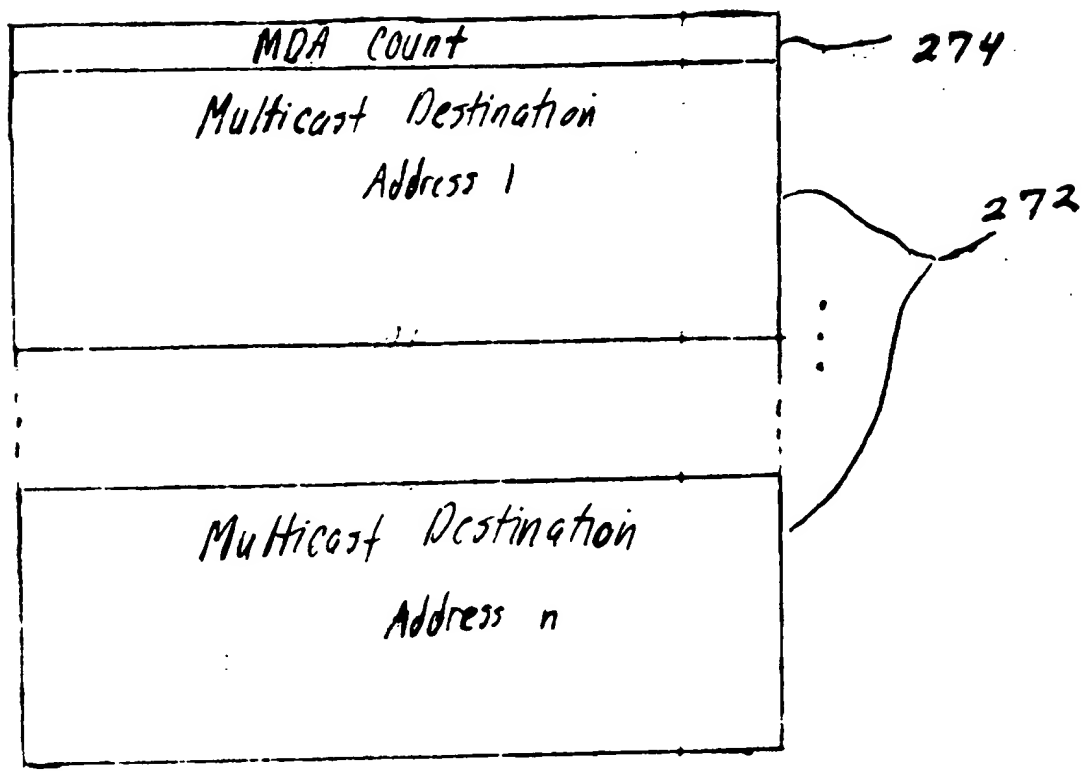 MDA Count
274
Multicast Destination
Address 1
272
Multicast Destination
Address n